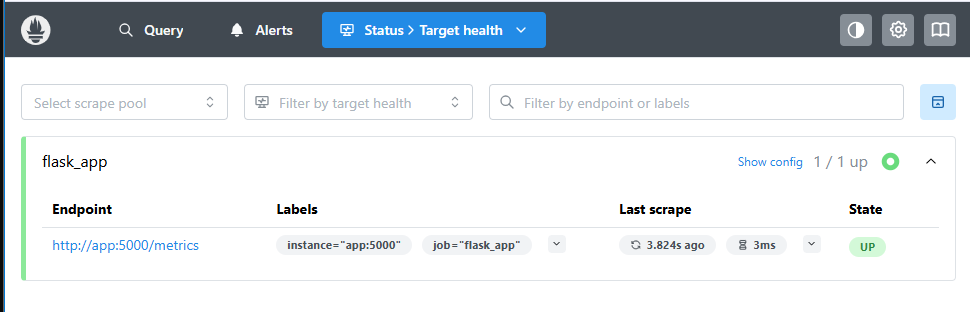 Query Alerts Status > Target health
Select scrape pool Filter by target health Filter by endpoint or labels
flask_app Show config 1 / 1 up
Endpoint Labels Last scrape State
http://app:5000/metrics instance="app:5000" job="flask_app" 3.824s ago 3ms UP